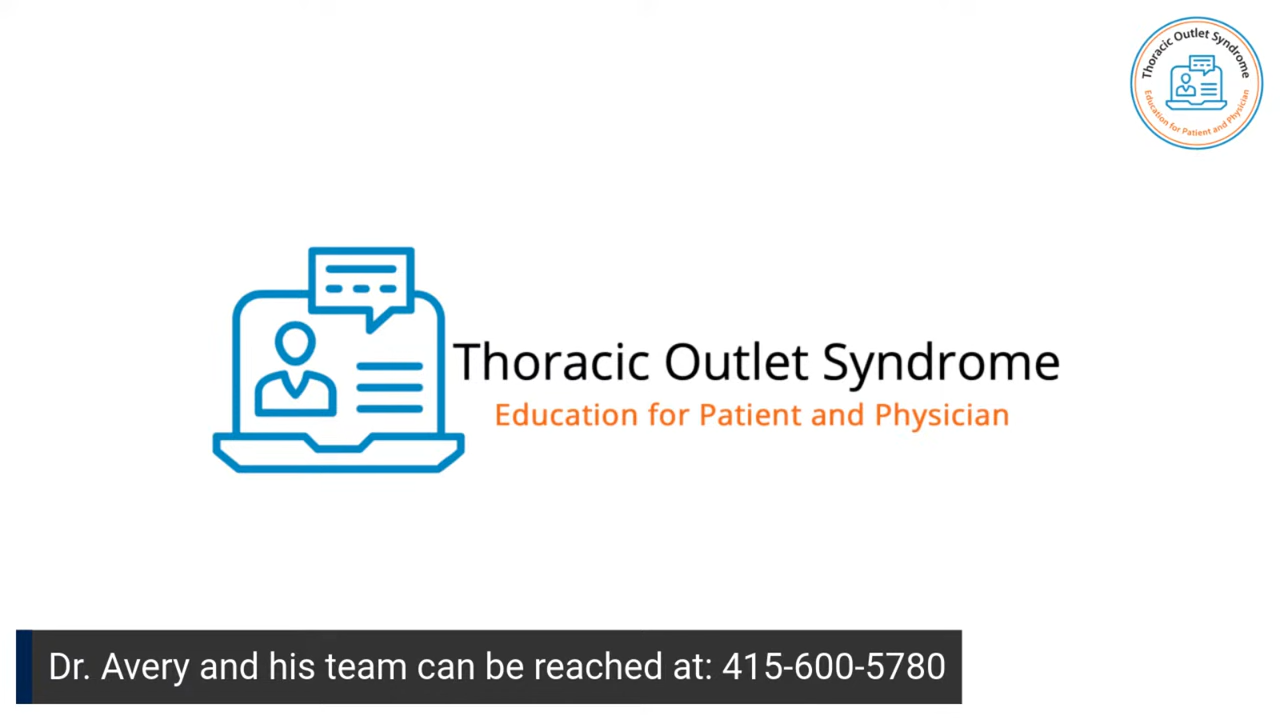 Thoracic Outlet Syndrome
Education for Patient and Physician
Thoracic Outlet Syndrome
Education for Patient and Physician
Dr. Avery and his team can be reached at: 415-600-5780